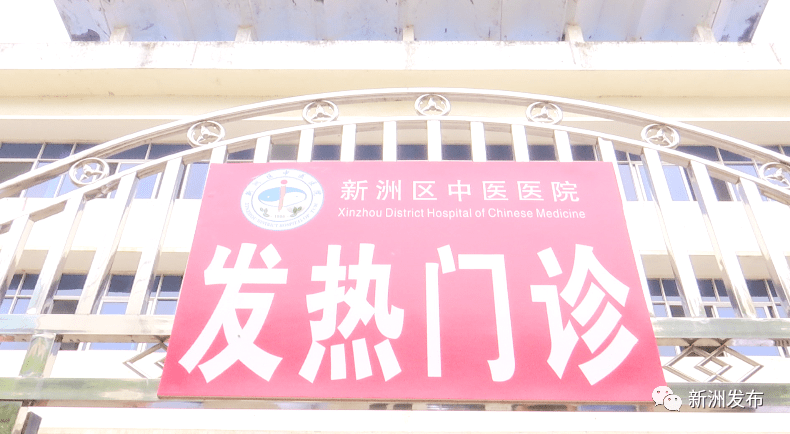 新洲区中医医院
Xinzhou District Hospital of Chinese Medicine
发热门诊
新洲发布